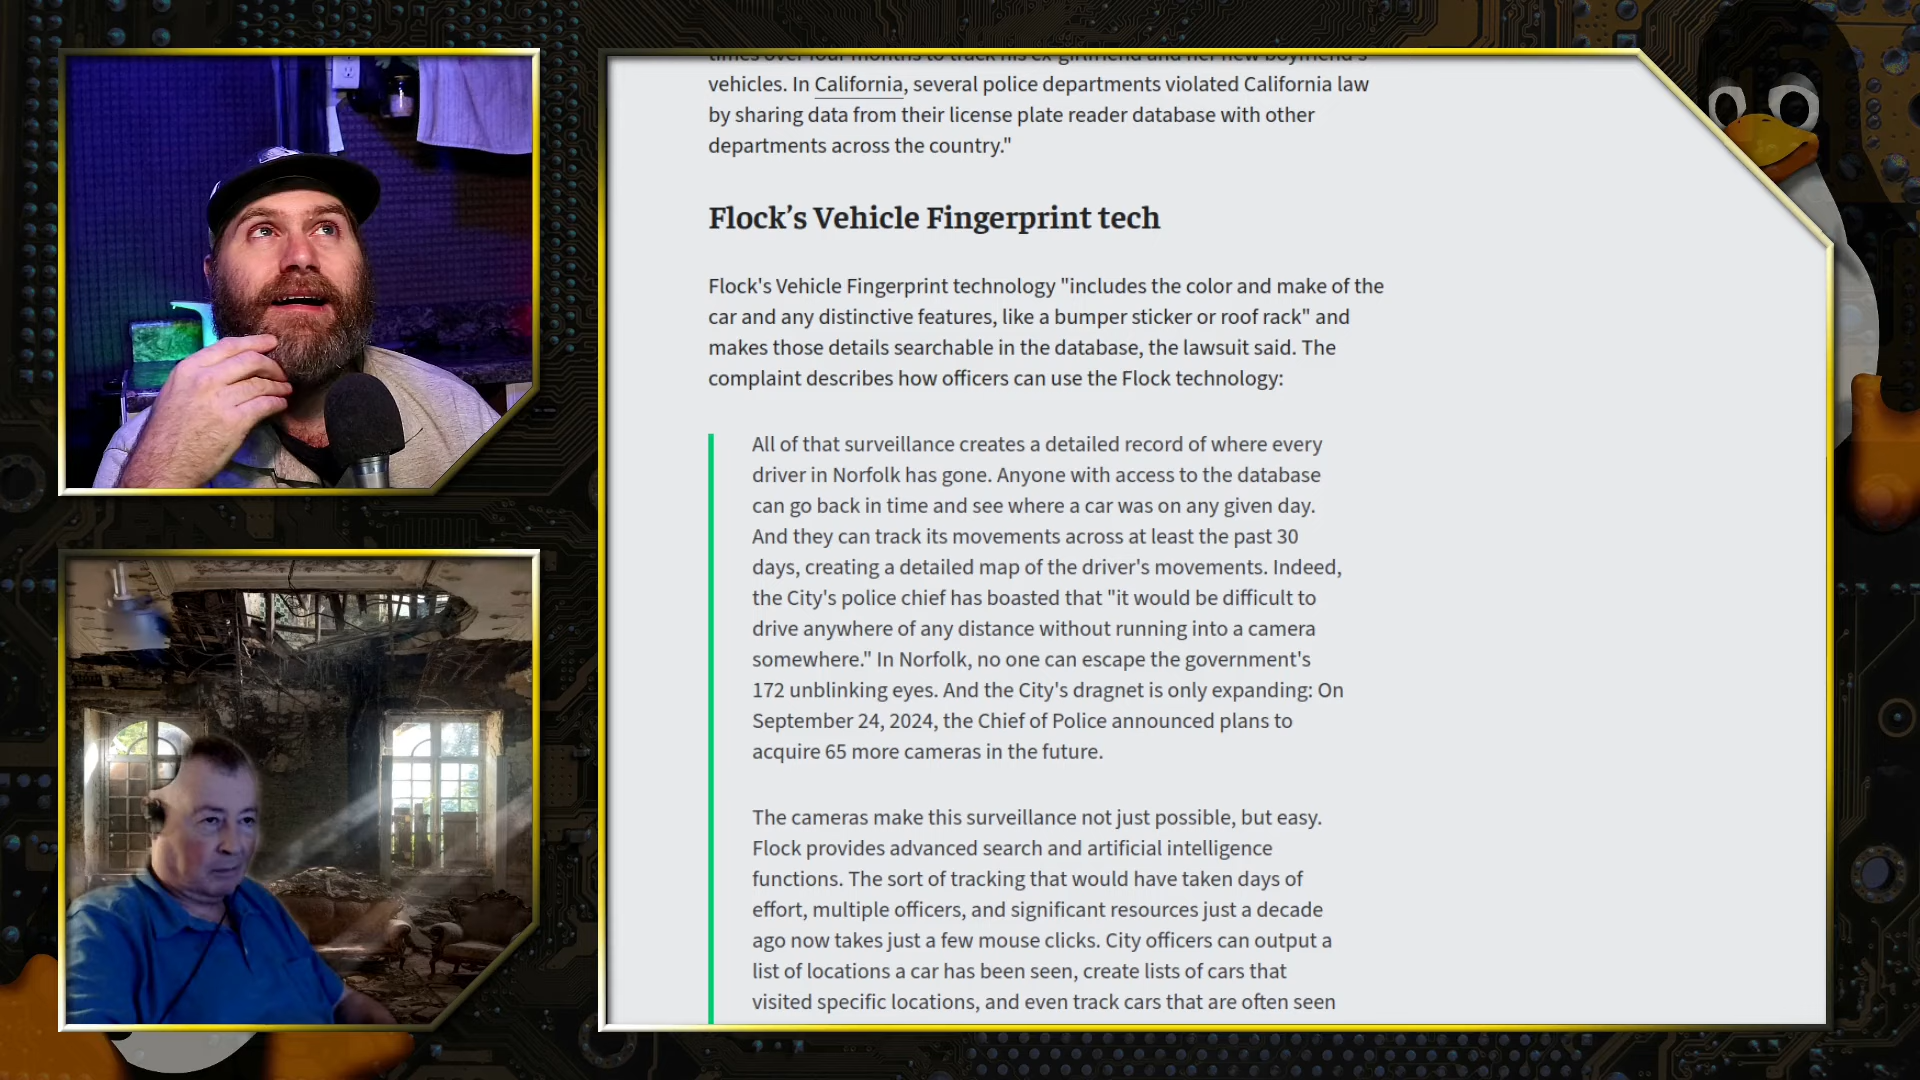 times over four months to track his ex-girlfriend and her new boyfriend's
vehicles. In California, several police departments violated California law
by sharing data from their license plate reader database with other
departments across the country."
Flock’s Vehicle Fingerprint tech
Flock's Vehicle Fingerprint technology "includes the color and make of the
car and any distinctive features, like a bumper sticker or roof rack" and
makes those details searchable in the database, the lawsuit said. The
complaint describes how officers can use the Flock technology:
All of that surveillance creates a detailed record of where every
driver in Norfolk has gone. Anyone with access to the database
can go back in time and see where a car was on any given day.
And they can track its movements across at least the past 30
days, creating a detailed map of the driver's movements. Indeed,
the City's police chief has boasted that "it would be difficult to
drive anywhere of any distance without running into a camera
somewhere." In Norfolk, no one can escape the government's
172 unblinking eyes. And the City's dragnet is only expanding: On
September 24, 2024, the Chief of Police announced plans to
acquire 65 more cameras in the future.
The cameras make this surveillance not just possible, but easy.
Flock provides advanced search and artificial intelligence
functions. The sort of tracking that would have taken days of
effort, multiple officers, and significant resources just a decade
ago now takes just a few mouse clicks. City officers can output a
list of locations a car has been seen, create lists of cars that
visited specific locations, and even track cars that are often seen